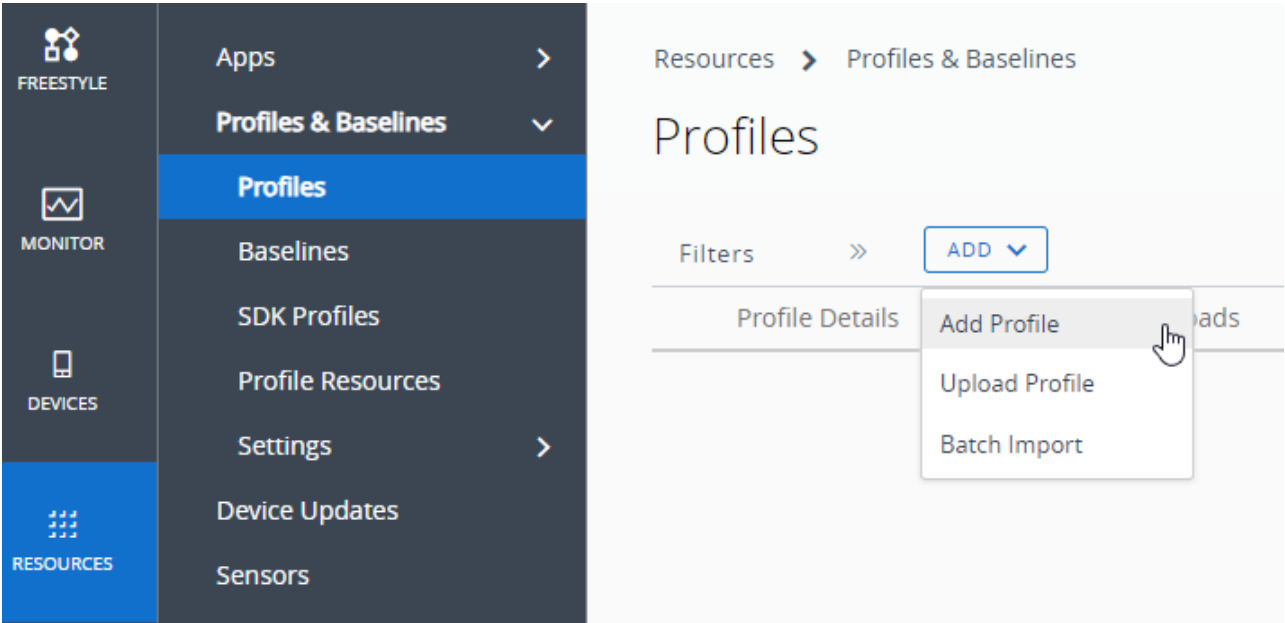 FREESTYLE
MONITOR
DEVICES
RESOURCES
Apps
Profiles & Baselines
Profiles
Baselines
SDK Profiles
Profile Resources
Settings
Device Updates
Sensors
Resources > Profiles & Baselines
Profiles
Filters » ADD
Profile Details
Add Profile
Upload Profile
Batch Import